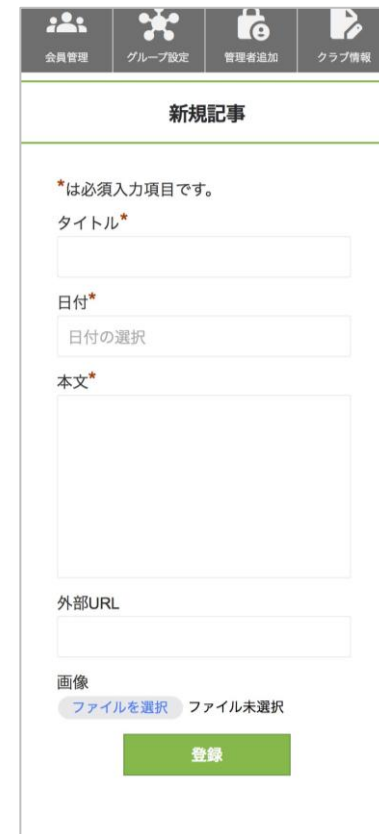 会員管理 グループ設定 管理者追加 クラブ情報
新規記事
*は必須入力項目です。
タイトル*
日付*
日付の選択
本文*
外部URL
画像
ファイルを選択 ファイル未選択
登録